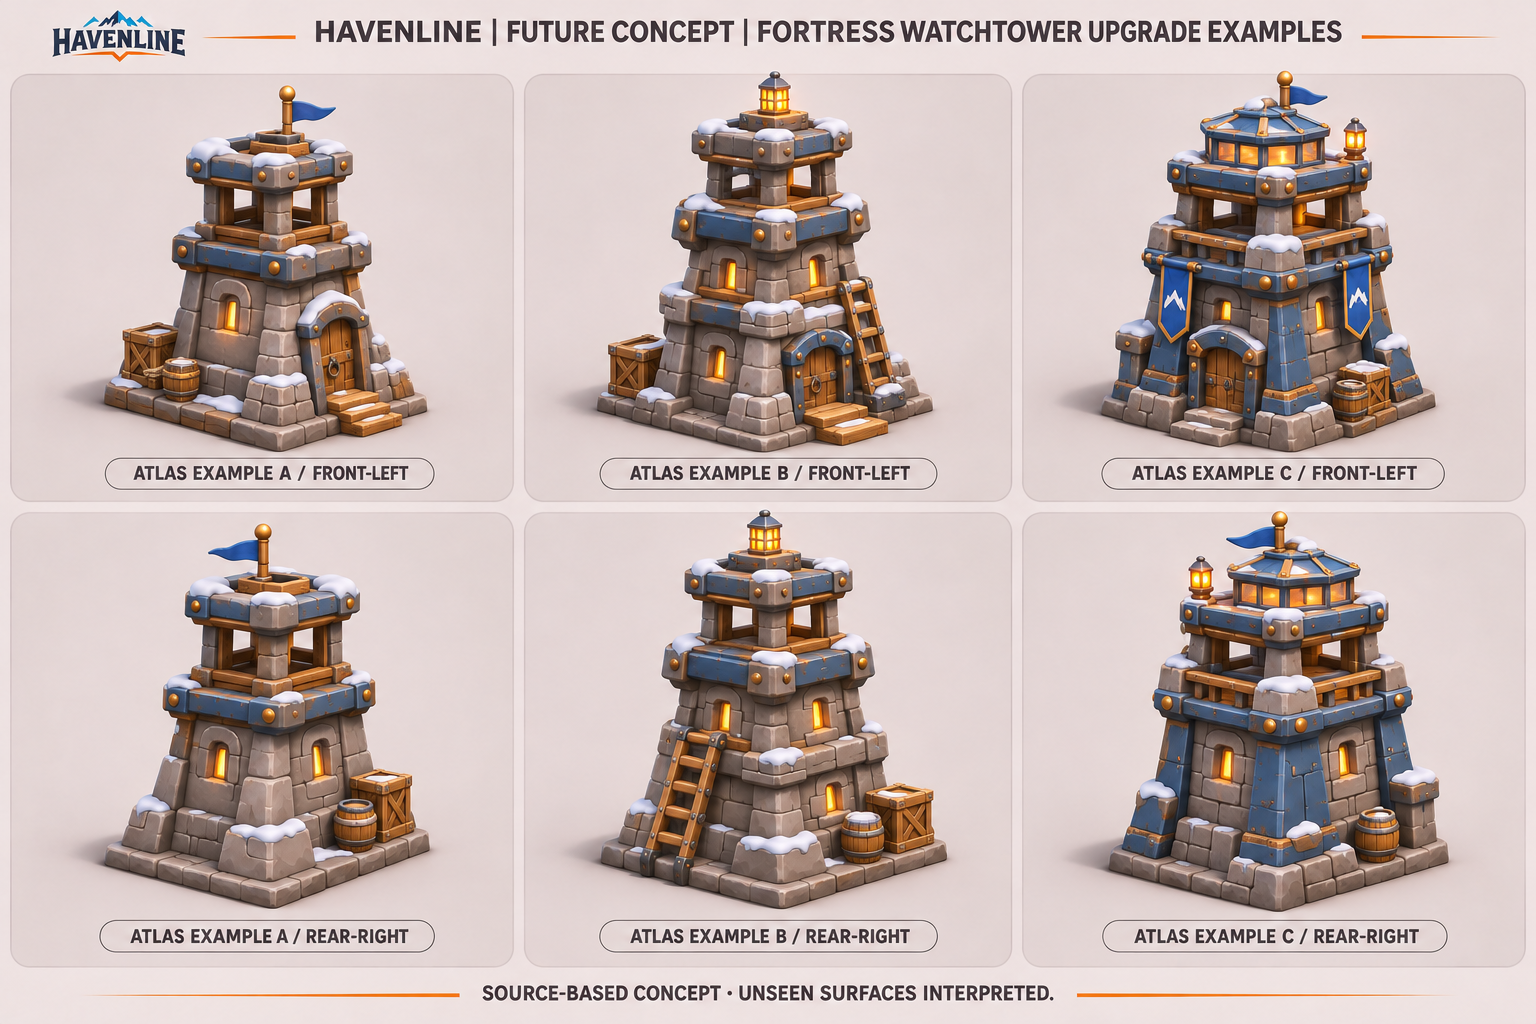 HAVENLINE
HAVENLINE | FUTURE CONCEPT | FORTRESS WATCHTOWER UPGRADE EXAMPLES
ATLAS EXAMPLE A / FRONT-LEFT
ATLAS EXAMPLE B / FRONT-LEFT
ATLAS EXAMPLE C / FRONT-LEFT
ATLAS EXAMPLE A / REAR-RIGHT
ATLAS EXAMPLE B / REAR-RIGHT
ATLAS EXAMPLE C / REAR-RIGHT
SOURCE-BASED CONCEPT · UNSEEN SURFACES INTERPRETED.